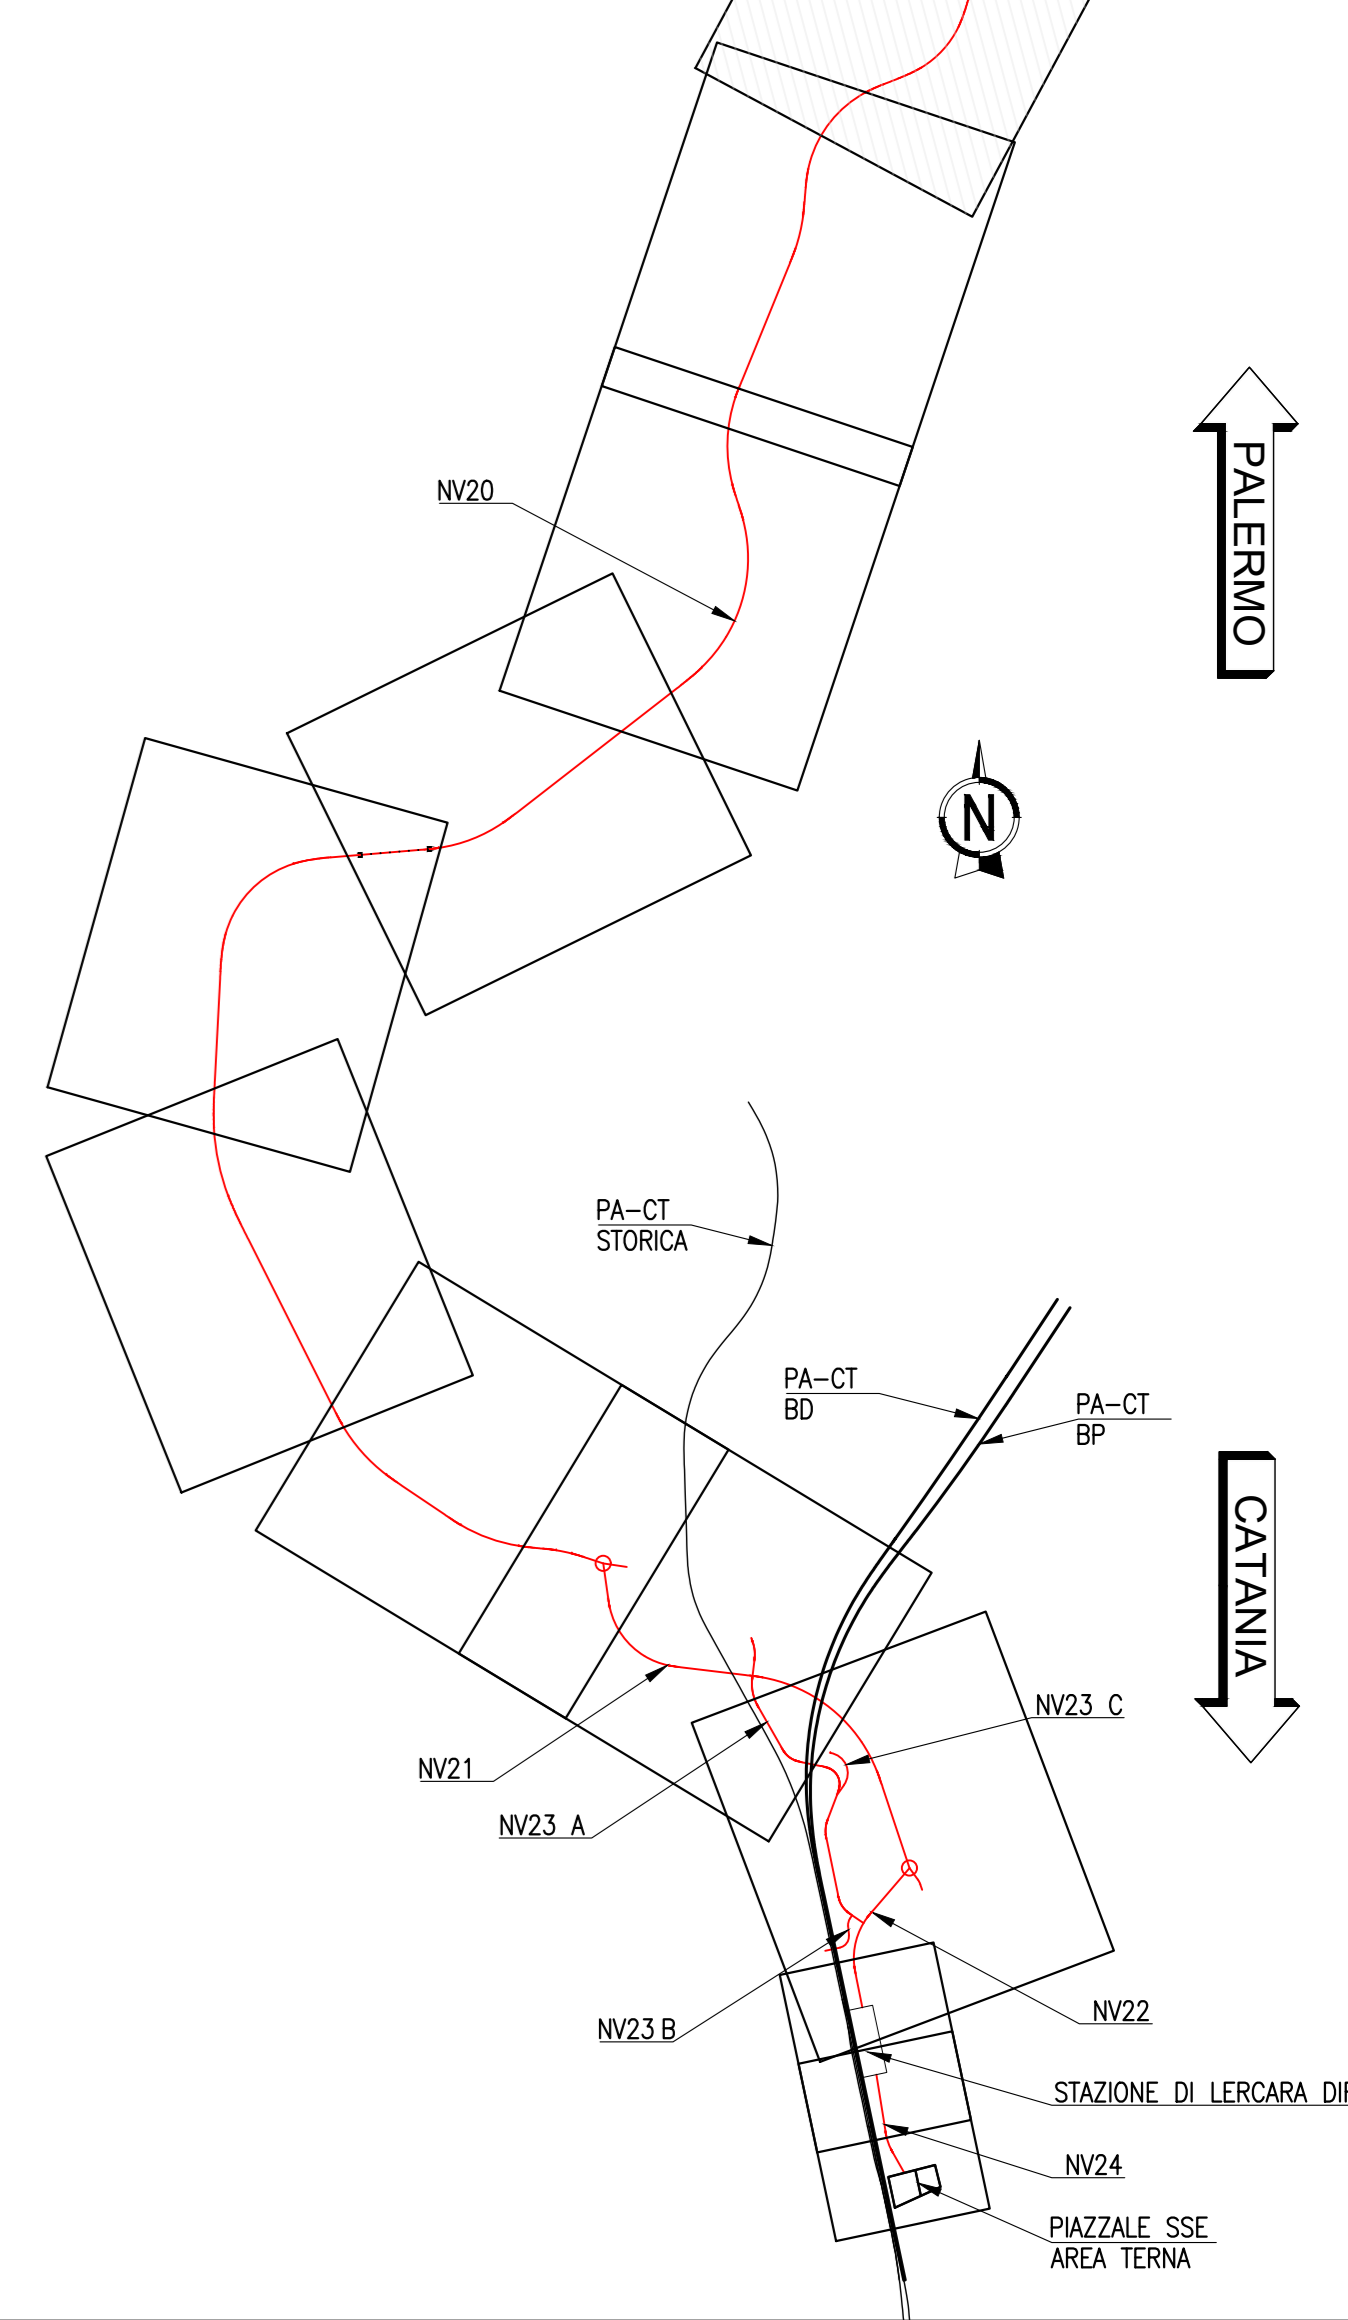 NV20
PALERMO
N
PA-CT
STORICA
PA-CT
BD
PA-CT
BP
CATANIA
NV23 C
NV21
NV23 A
NV22
NV23 B
STAZIONE DI LERCARA
NV24
PIAZZALE SSE
AREA TERNA